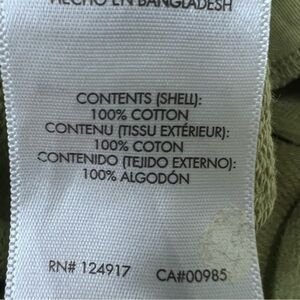 HECHO EN BANGLADESH
CONTENTS (SHELL):
100% COTTON
CONTENU (TISSU EXTÉRIEUR):
100% COTON
CONTENIDO (TEJIDO EXTERNO):
100% ALGODÓN
RN# 124917 CA#00985